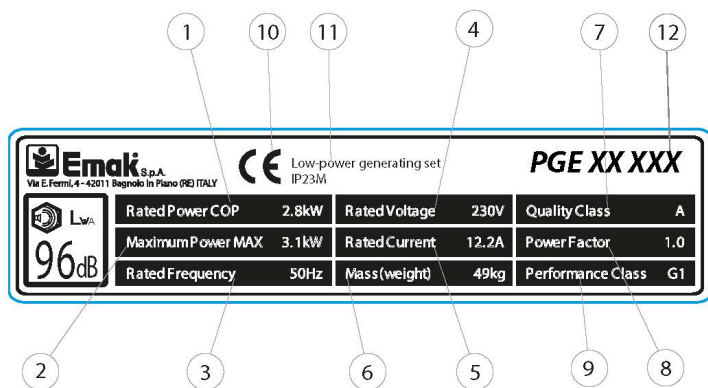 1 10 11 4 7 12
Emak S.p.A.
Via E. Fermi, 4 - 42011 Bagnolo in Piano (RE) ITALY
CE
Low-power generating set
IP23M
PGE XX XXX
LWA
96dB
Rated Power COP 2.8kW Rated Voltage 230V Quality Class A
Maximum Power MAX 3.1kW Rated Current 12.2A Power Factor 1.0
Rated Frequency 50Hz Mass (weight) 49kg Performance Class G1
2 3 6 5 9 8